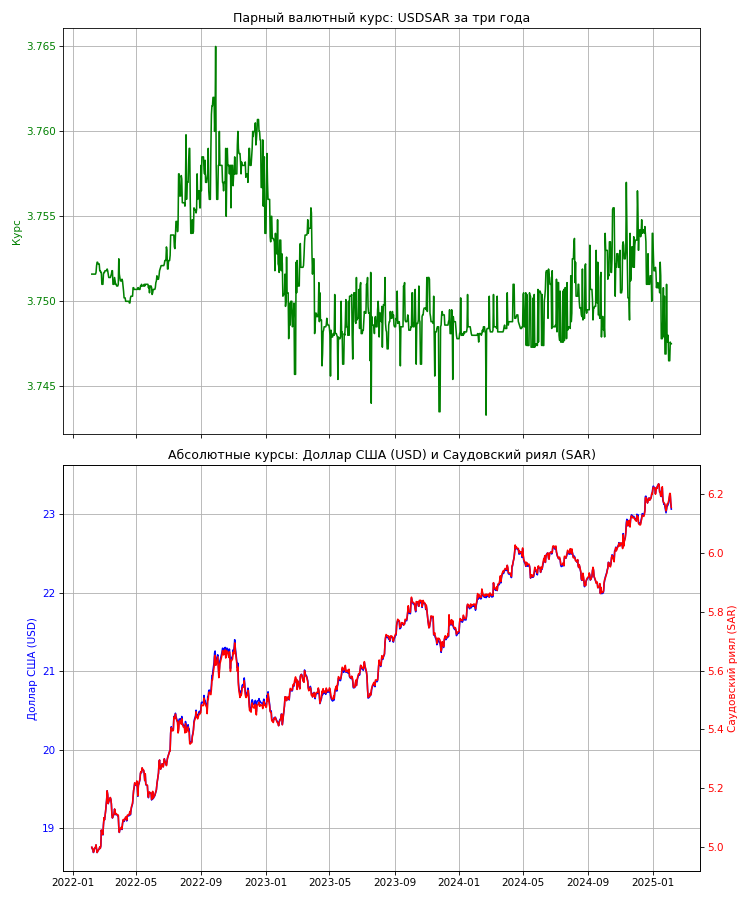 Парный валютный курс: USDSAR за три года
3.765
3.760
3.755
3.750
3.745
Курс
Абсолютные курсы: Доллар США (USD) и Саудовский риял (SAR)
23
22
21
20
19
Доллар США (USD)
6.2
6.0
5.8
5.6
5.4
5.2
5.0
Саудовский риял (SAR)
2022-01 2022-05 2022-09 2023-01 2023-05 2023-09 2024-01 2024-05 2024-09 2025-01